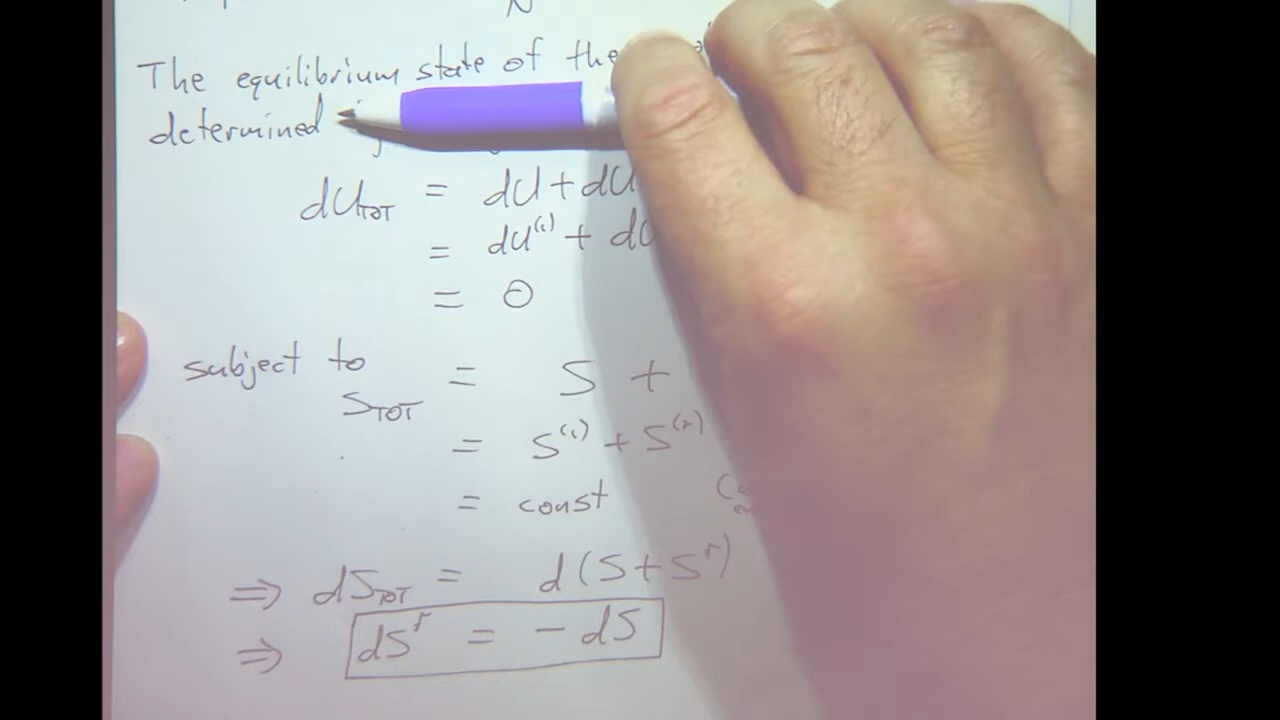 N
The equilibrium state of the
determined
dU_TOT = dU + dU
= dU^(1) + dU
= 0
subject to
S_TOT = S +
= S^(1) + S^(2)
= const
⇒ dS_TOT = d(S + S^r)
⇒ dS^r = - dS